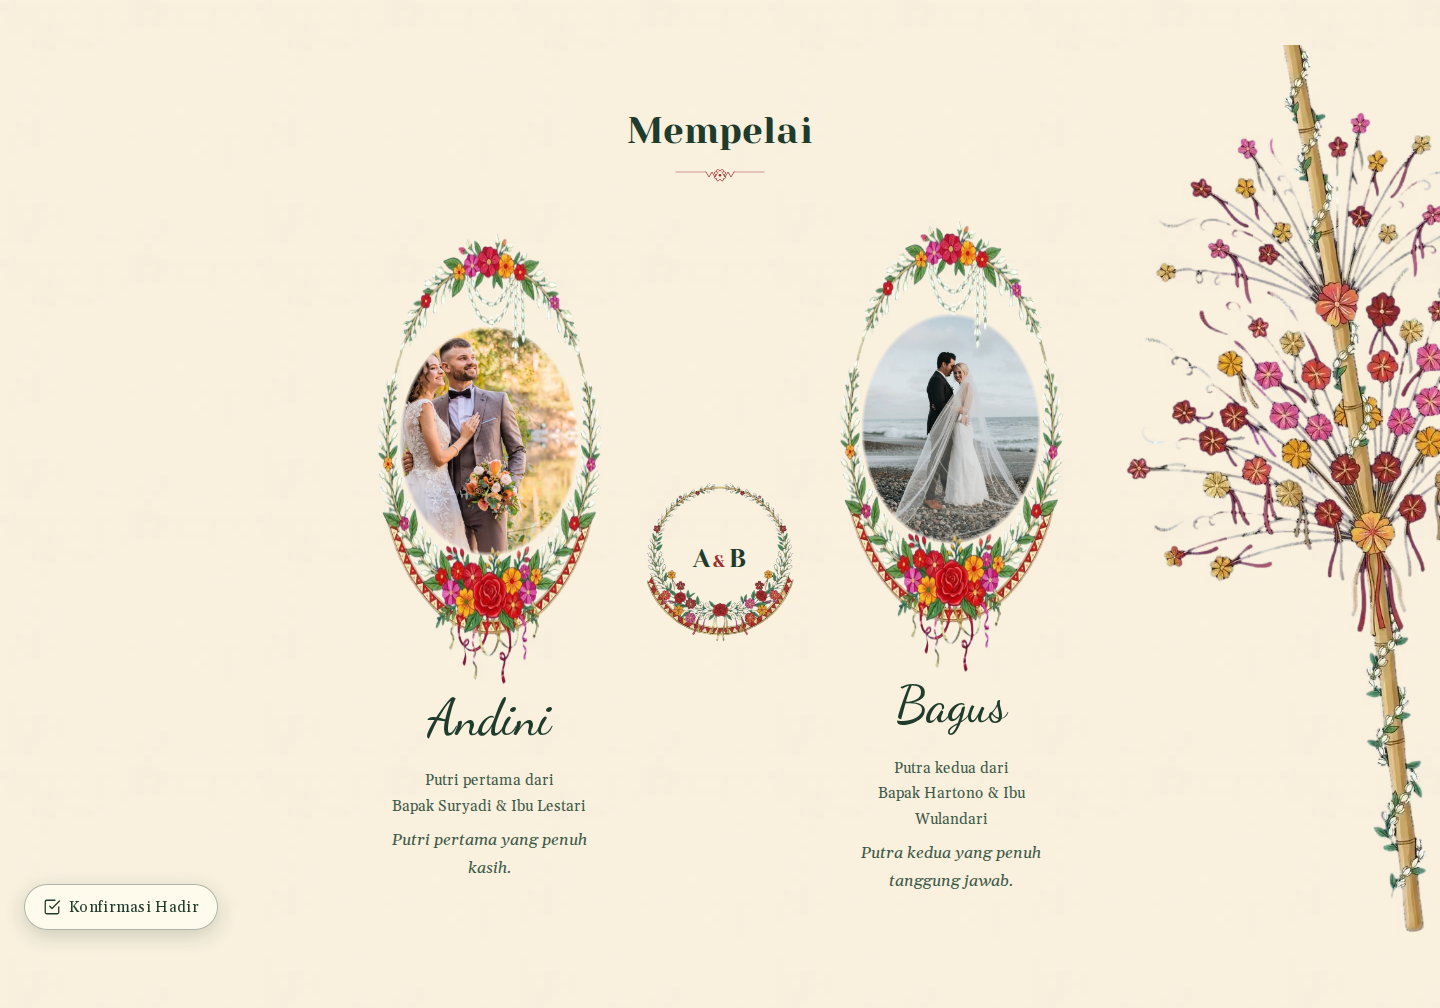 Mempelai
A & B
Andini
Putri pertama dari
Bapak Suryadi & Ibu Lestari
Putri pertama yang penuh
kasih.
Bagus
Putra kedua dari
Bapak Hartono & Ibu
Wulandari
Putra kedua yang penuh
tanggung jawab.
Konfirmasi Hadir